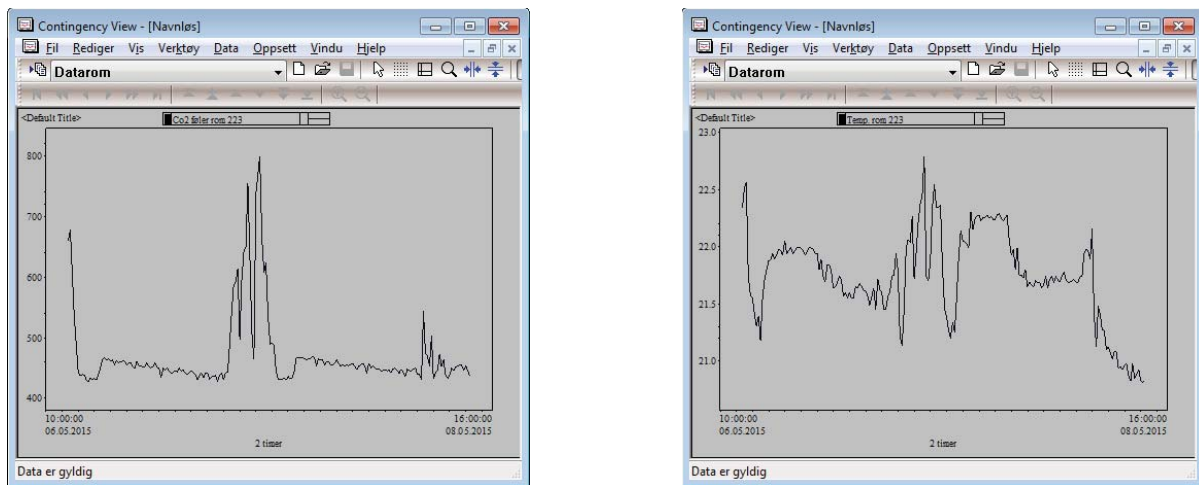 Contingency View - [Navnløs]
Fil Rediger Vis Verktøy Data Oppsett Vindu Hjelp
Datarom
<Default Title>
Co2 føler rom 223
800
700
600
500
400
10:00:00
06.05.2015
16:00:00
08.05.2015
2 timer
Data er gyldig
Contingency View - [Navnløs]
Fil Rediger Vis Verktøy Data Oppsett Vindu Hjelp
Datarom
<Default Title>
Temp. rom 223
23.0
22.5
22.0
21.5
21.0
10:00:00
06.05.2015
16:00:00
08.05.2015
2 timer
Data er gyldig